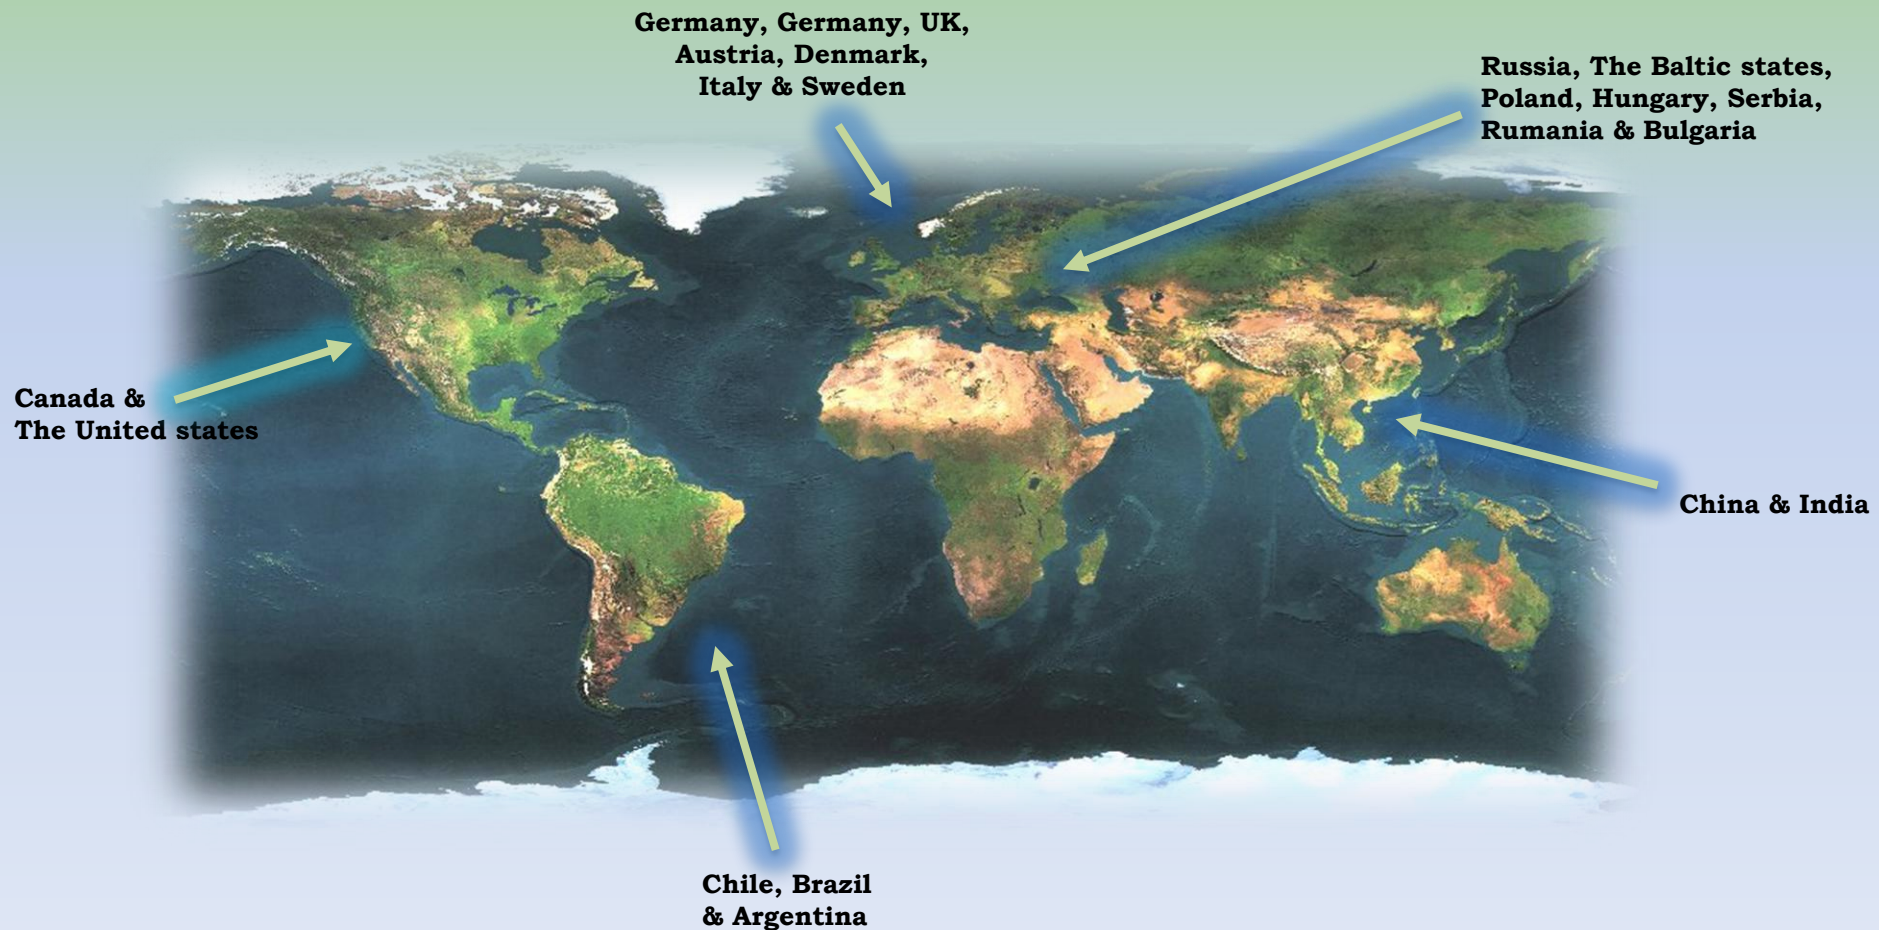 Germany, Germany, UK,
Austria, Denmark,
Italy & Sweden
Russia, The Baltic states,
Poland, Hungary, Serbia,
Rumania & Bulgaria
Canada &
The United states
China & India
Chile, Brazil
& Argentina